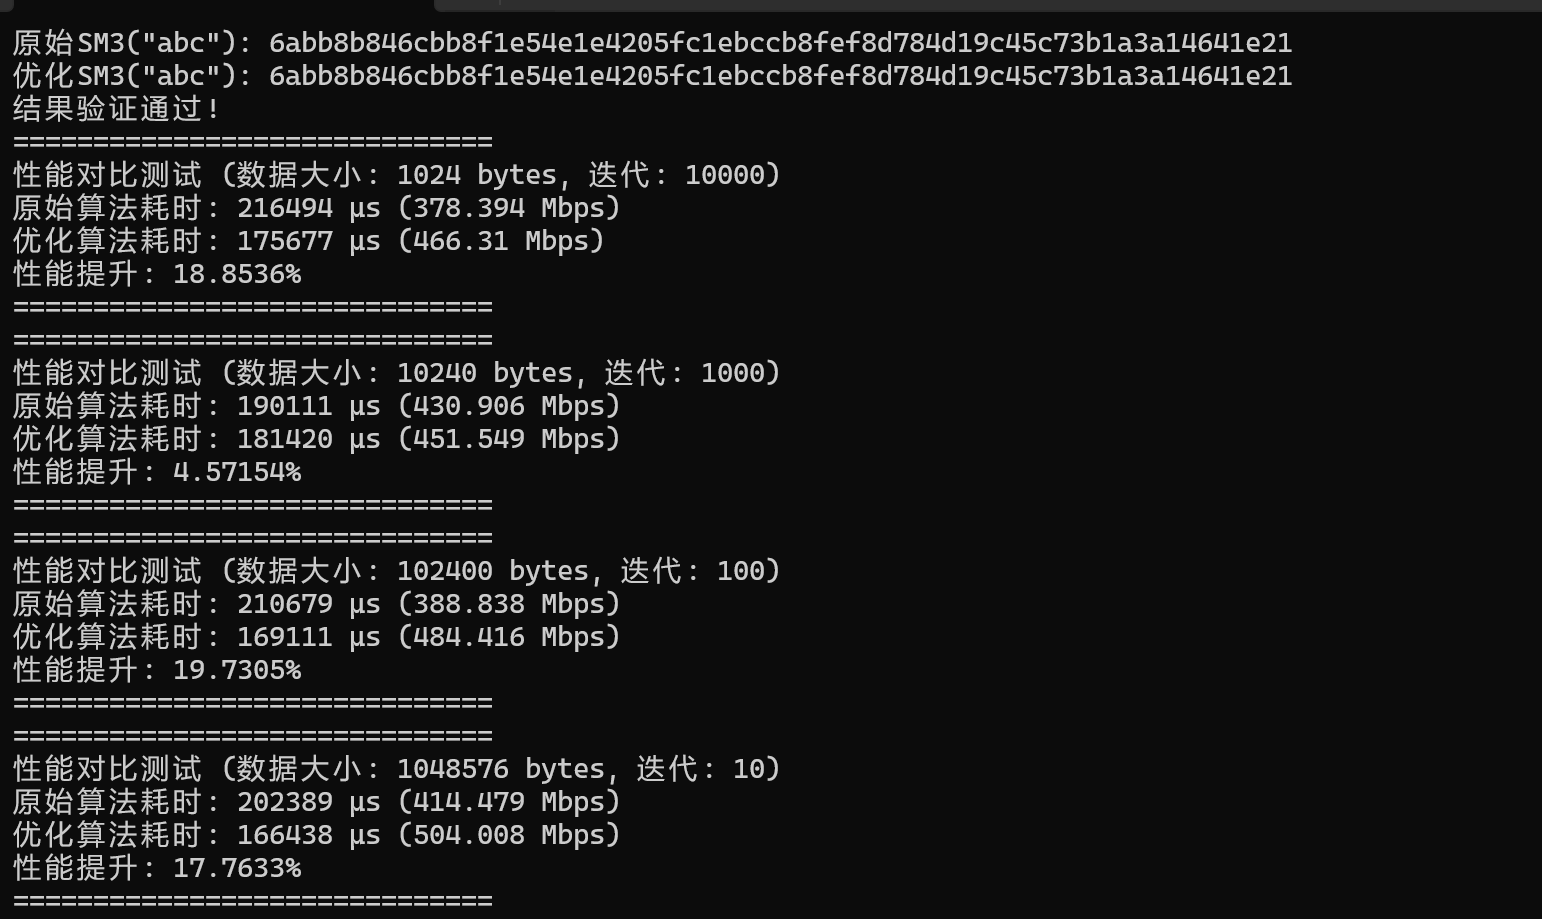 原始SM3("abc"): 6abb8b846cbb8f1e54e1e4205fc1ebccb8fef8d784d19c45c73b1a3a14641e21
优化SM3("abc"): 6abb8b846cbb8f1e54e1e4205fc1ebccb8fef8d784d19c45c73b1a3a14641e21
结果验证通过!
==============================
性能对比测试 (数据大小: 1024 bytes, 迭代: 10000)
原始算法耗时: 216494 μs (378.394 Mbps)
优化算法耗时: 175677 μs (466.31 Mbps)
性能提升: 18.8536%
==============================
==============================
性能对比测试 (数据大小: 10240 bytes, 迭代: 1000)
原始算法耗时: 190111 μs (430.906 Mbps)
优化算法耗时: 181420 μs (451.549 Mbps)
性能提升: 4.57154%
==============================
==============================
性能对比测试 (数据大小: 102400 bytes, 迭代: 100)
原始算法耗时: 210679 μs (388.838 Mbps)
优化算法耗时: 169111 μs (484.416 Mbps)
性能提升: 19.7305%
==============================
==============================
性能对比测试 (数据大小: 1048576 bytes, 迭代: 10)
原始算法耗时: 202389 μs (414.479 Mbps)
优化算法耗时: 166438 μs (504.008 Mbps)
性能提升: 17.7633%
==============================